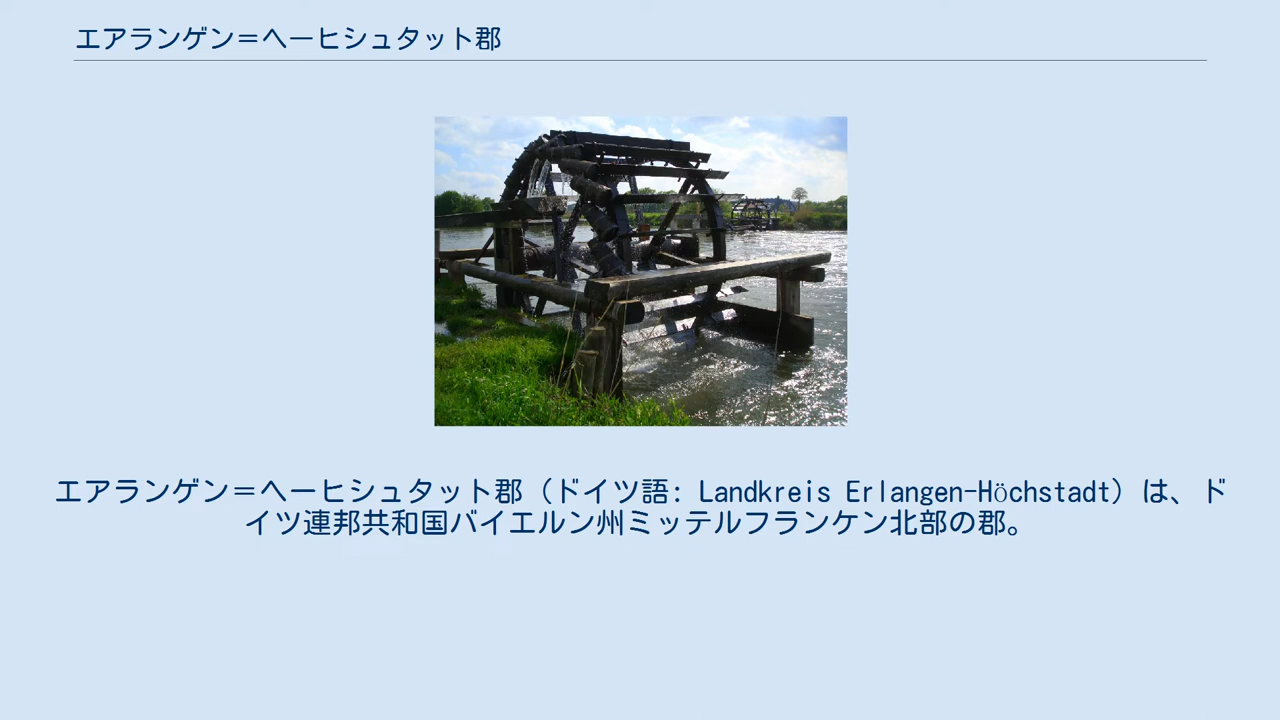 エアランゲン＝ヘーヒシュタット郡
エアランゲン＝ヘーヒシュタット郡（ドイツ語: Landkreis Erlangen-Höchstadt）は、ド
イツ連邦共和国バイエルン州ミッテルフランケン北部の郡。